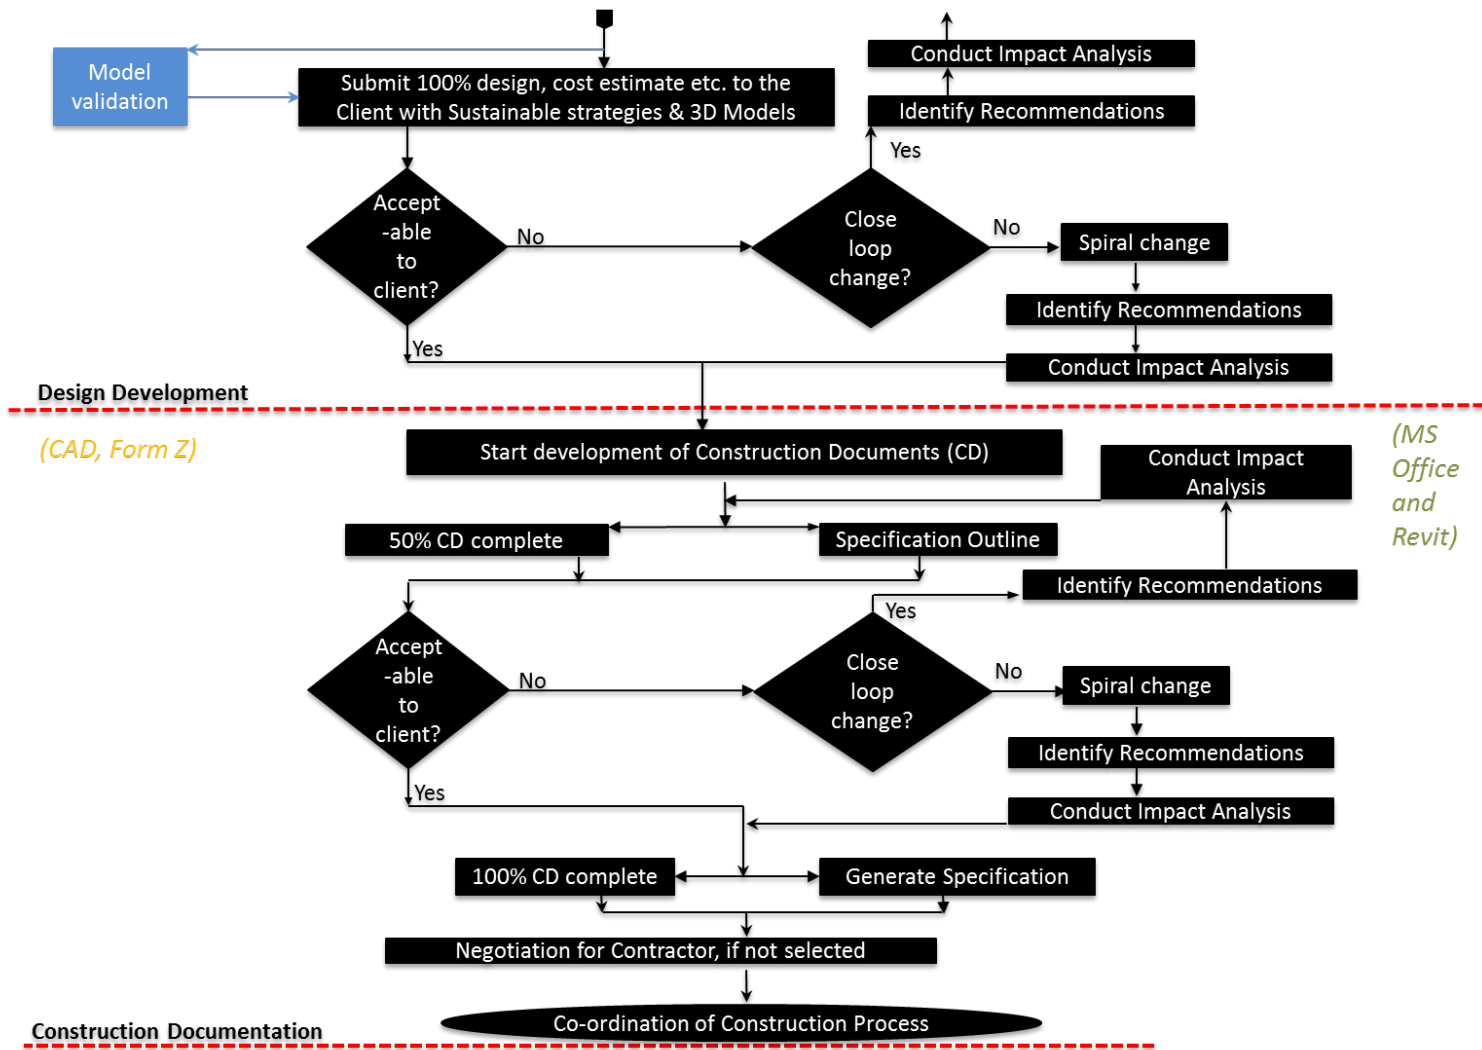 Conduct Impact Analysis
Model
validation
Submit 100% design, cost estimate etc. to the
Client with Sustainable strategies & 3D Models
Identify Recommendations
Yes
Accept
-able
to
client?
No
Close
loop
change?
No
Spiral change
Identify Recommendations
Yes
Conduct Impact Analysis
Design Development
(CAD, Form Z)
(MS
Office
and
Revit)
Start development of Construction Documents (CD)
Conduct Impact
Analysis
50% CD complete
Specification Outline
Identify Recommendations
Yes
Accept
-able
to
client?
No
Close
loop
change?
No
Spiral change
Identify Recommendations
Yes
Conduct Impact Analysis
100% CD complete
Generate Specification
Negotiation for Contractor, if not selected
Co-ordination of Construction Process
Construction Documentation